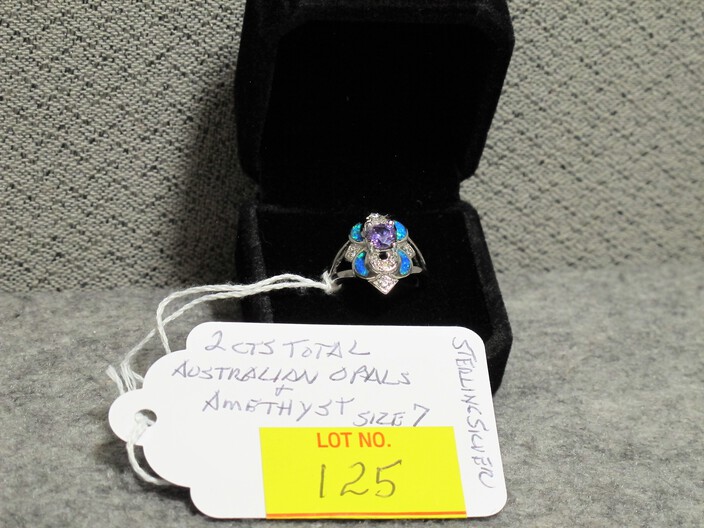 2 CTS TOTAL
AUSTRALIAN OPALS
+
AMETHYST SIZE 7
STERLING SILVER
LOT NO.
125